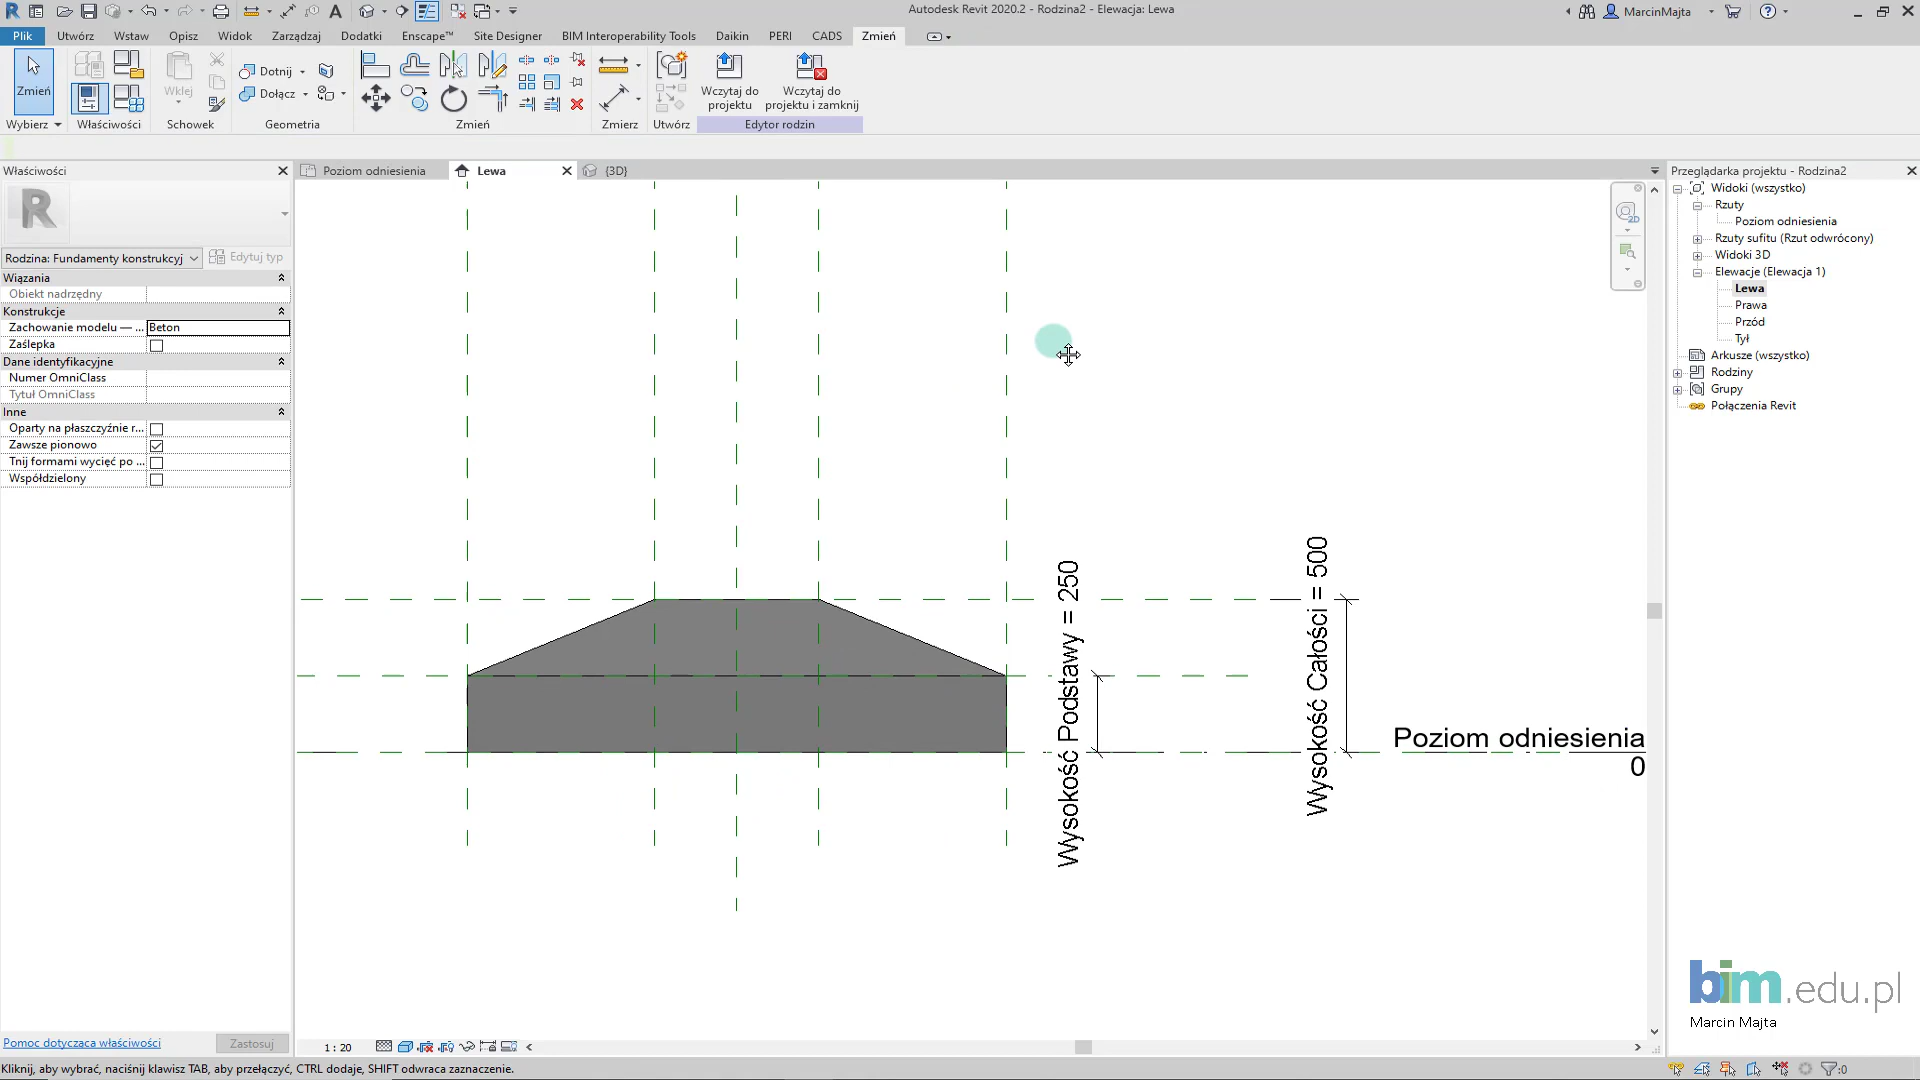 Autodesk Revit 2020.2 - Rodzina2 - Elewacja: Lewa
MarcinMajta
Plik Utwórz Wstaw Opisz Widok Zarządzaj Dodatki Enscape™ Site Designer BIM Interoperability Tools Daikin PERI CADS Zmień
Zmień
Wklej
Dotnij
Dołącz
Wczytaj do projektu
Wczytaj do projektu i zamknij
Wybierz Właściwości Schowek Geometria Zmień Zmierz Utwórz Edytor rodzin
Właściwości
Poziom odniesienia
Lewa
{3D}
Przeglądarka projektu - Rodzina2
Rodzina: Fundamenty konstrukcyj
Edytuj typ
Wiązania
Obiekt nadrzędny
Konstrukcje
Zachowanie modelu — ... Beton
Zaślepka
Dane identyfikacyjne
Numer OmniClass
Tytuł OmniClass
Inne
Oparty na płaszczyźnie r...
Zawsze pionowo
Tnij formami wycięć po ...
Współdzielony
Pomoc dotycząca właściwości
Zastosuj
Wysokość Podstawy = 250
Wysokość Całości = 500
Poziom odniesienia
0
2D
Widoki (wszystko)
Rzuty
Poziom odniesienia
Rzuty sufitu (Rzut odwrócony)
Widoki 3D
Elewacje (Elewacja 1)
Lewa
Prawa
Przód
Tył
Arkusze (wszystko)
Rodziny
Grupy
Połączenia Revit
bim.edu.pl
Marcin Majta
1 : 20
Kliknij, aby wybrać, naciśnij klawisz TAB, aby przełączyć, CTRL dodaje, SHIFT odwraca zaznaczenie.
:0